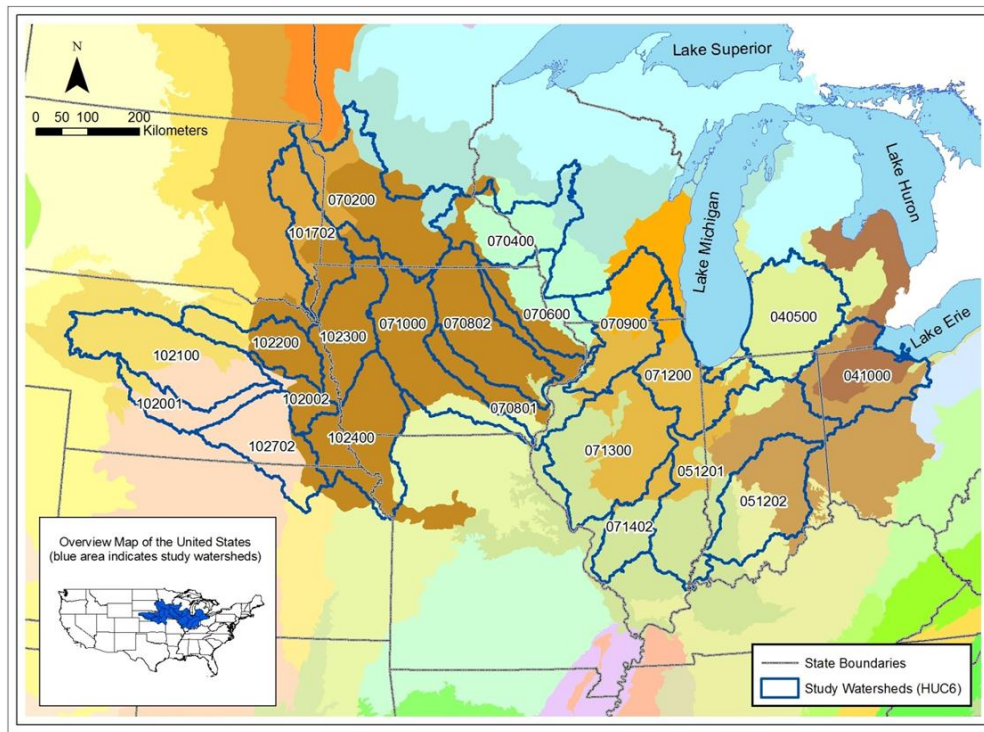 Lake Superior
N
0 50 100 200
Kilometers
Lake Huron
Lake Michigan
070200
101702
070400
070600
070900
040500
Lake Erie
102300
071000
070802
102200
102100
071200
041000
102001
102002
070801
102400
071300
102702
051201
051202
071402
Overview Map of the United States
(blue area indicates study watersheds)
State Boundaries
Study Watersheds (HUC6)